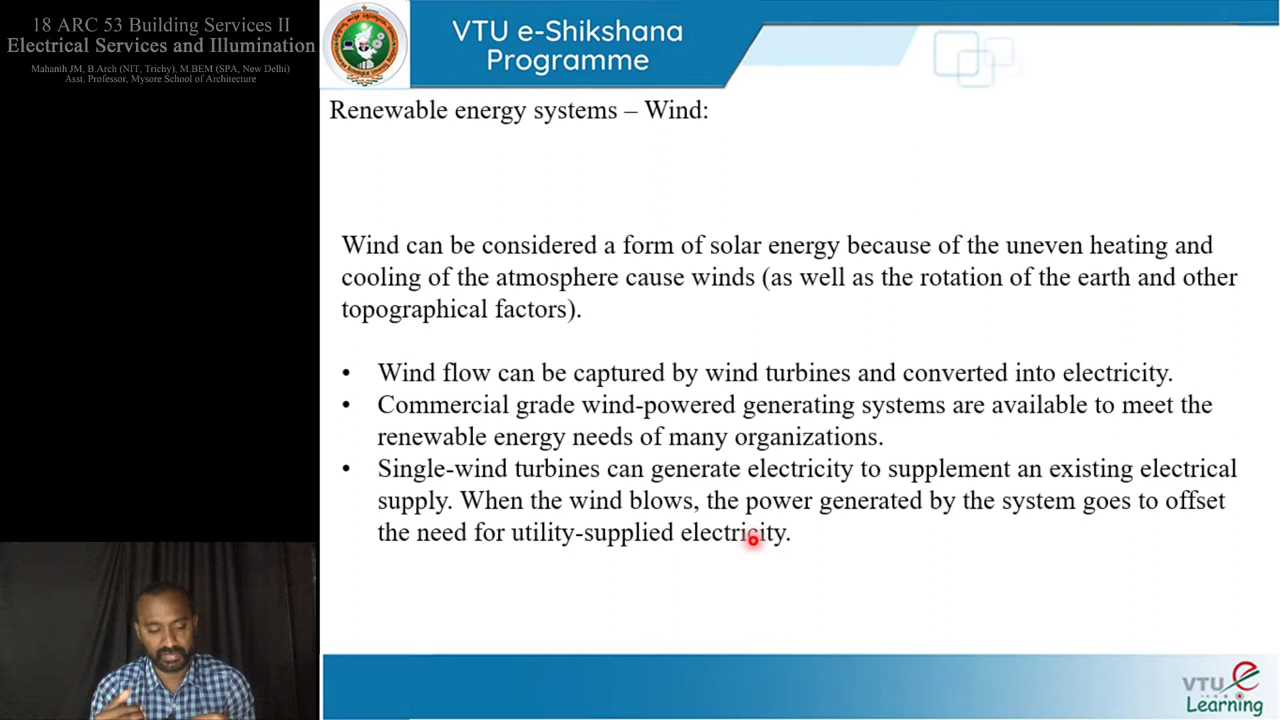 18 ARC 53 Building Services II
Electrical Services and Illumination
Mahanth JM, B.Arch (NIT, Trichy), M.BEM (SPA, New Delhi)
Asst. Professor, Mysore School of Architecture
VTU e-Shikshana
Programme
Renewable energy systems – Wind:
Wind can be considered a form of solar energy because of the uneven heating and
cooling of the atmosphere cause winds (as well as the rotation of the earth and other
topographical factors).
• Wind flow can be captured by wind turbines and converted into electricity.
• Commercial grade wind-powered generating systems are available to meet the
renewable energy needs of many organizations.
• Single-wind turbines can generate electricity to supplement an existing electrical
supply. When the wind blows, the power generated by the system goes to offset
the need for utility-supplied electricity.
VTU e
Learning